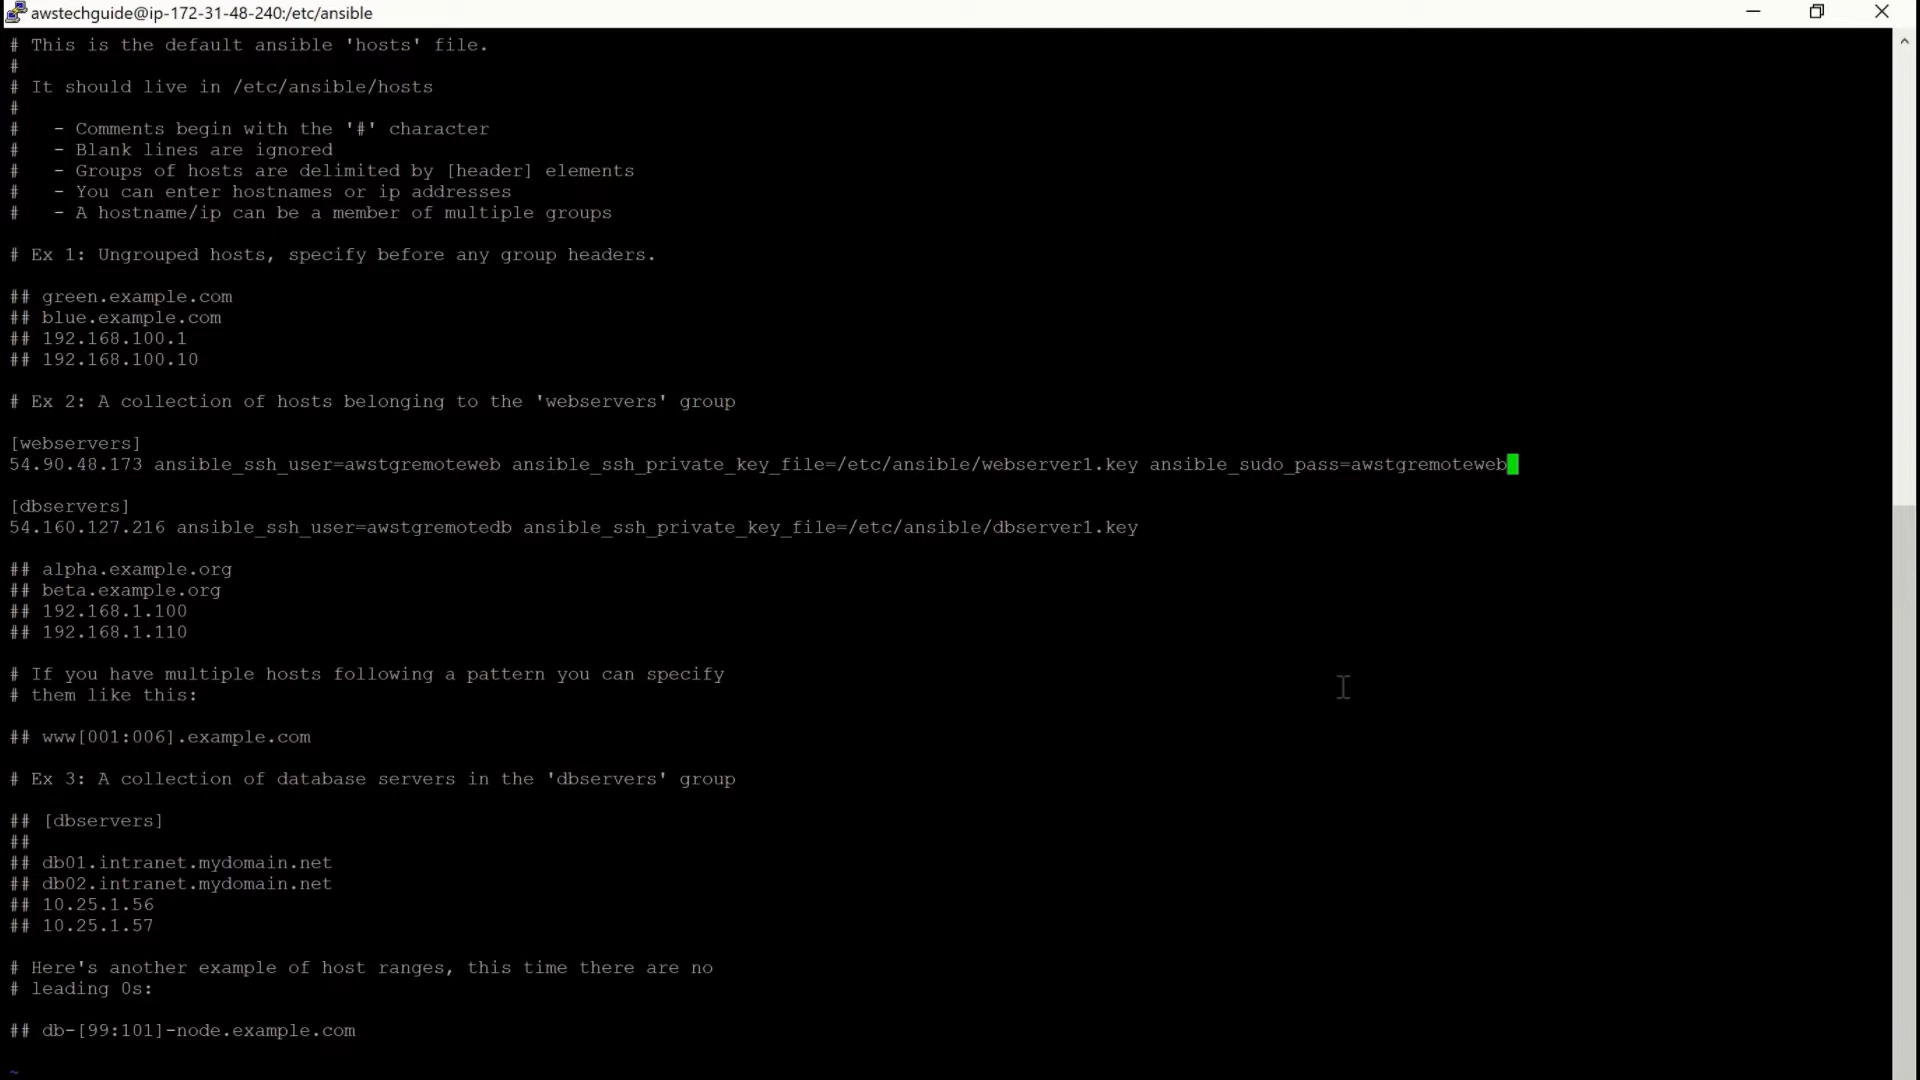 awstechguide@ip-172-31-48-240:/etc/ansible
# This is the default ansible 'hosts' file.
#
# It should live in /etc/ansible/hosts
#
#   - Comments begin with the '#' character
#   - Blank lines are ignored
#   - Groups of hosts are delimited by [header] elements
#   - You can enter hostnames or ip addresses
#   - A hostname/ip can be a member of multiple groups
# Ex 1: Ungrouped hosts, specify before any group headers.
## green.example.com
## blue.example.com
## 192.168.100.1
## 192.168.100.10
# Ex 2: A collection of hosts belonging to the 'webservers' group
[webservers]
54.90.48.173 ansible_ssh_user=awstgremoteweb ansible_ssh_private_key_file=/etc/ansible/webserver1.key ansible_sudo_pass=awstgremoteweb
[dbservers]
54.160.127.216 ansible_ssh_user=awstgremotedb ansible_ssh_private_key_file=/etc/ansible/dbserver1.key
## alpha.example.org
## beta.example.org
## 192.168.1.100
## 192.168.1.110
# If you have multiple hosts following a pattern you can specify
# them like this:
## www[001:006].example.com
# Ex 3: A collection of database servers in the 'dbservers' group
## [dbservers]
##
## db01.intranet.mydomain.net
## db02.intranet.mydomain.net
## 10.25.1.56
## 10.25.1.57
# Here's another example of host ranges, this time there are no
# leading 0s:
## db-[99:101]-node.example.com
~